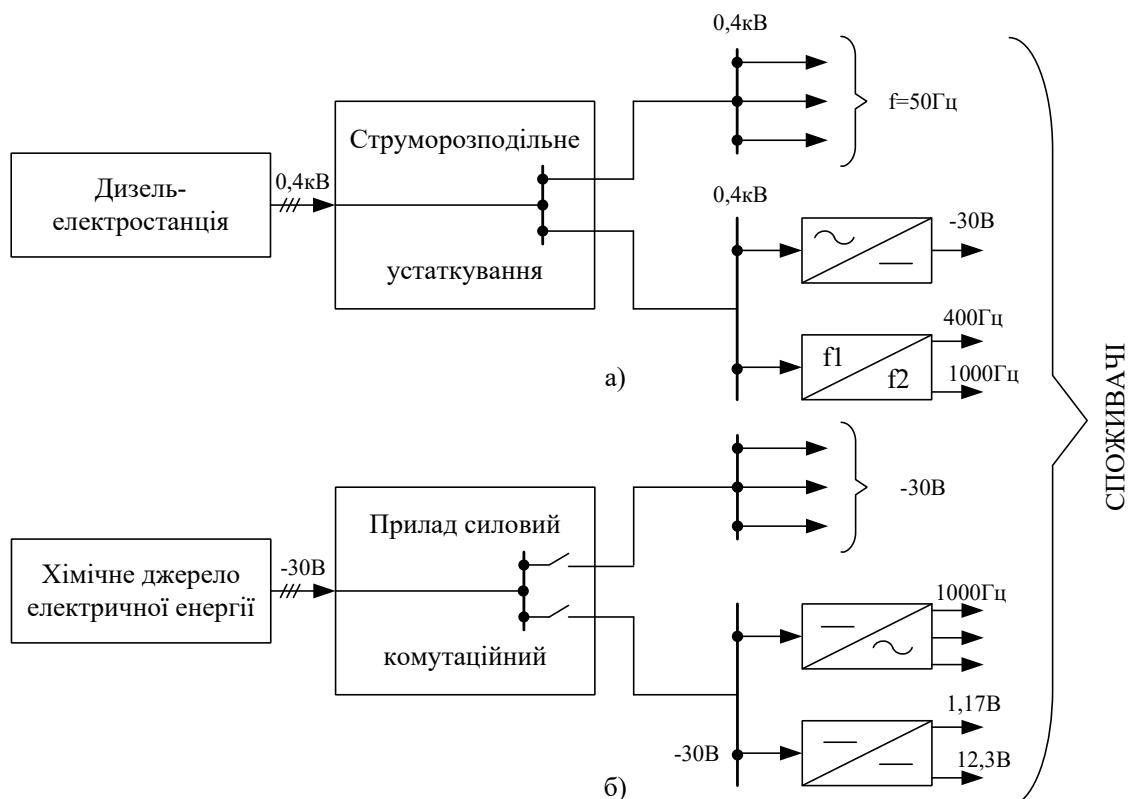 0,4кВ
f=50Гц
Струморозподільне
устаткування
Дизель-
електростанція
0,4кВ
0,4кВ
-30В
400Гц
f1
f2
1000Гц
а)
СПОЖИВАЧІ
-30В
Прилад силовий
комутаційний
Хімічне джерело
електричної енергії
-30В
1000Гц
1,17В
12,3В
-30В
б)